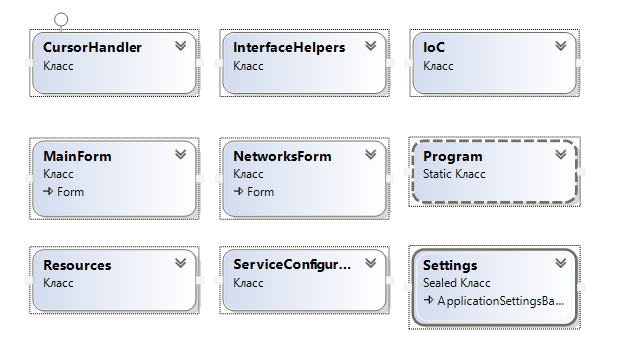 CursorHandler
Класс
InterfaceHelpers
Класс
IoC
Класс
MainForm
Класс
Form
NetworksForm
Класс
Form
Program
Static Класс
Resources
Класс
ServiceConfigur...
Класс
Settings
Sealed Класс
ApplicationSettingsBa...